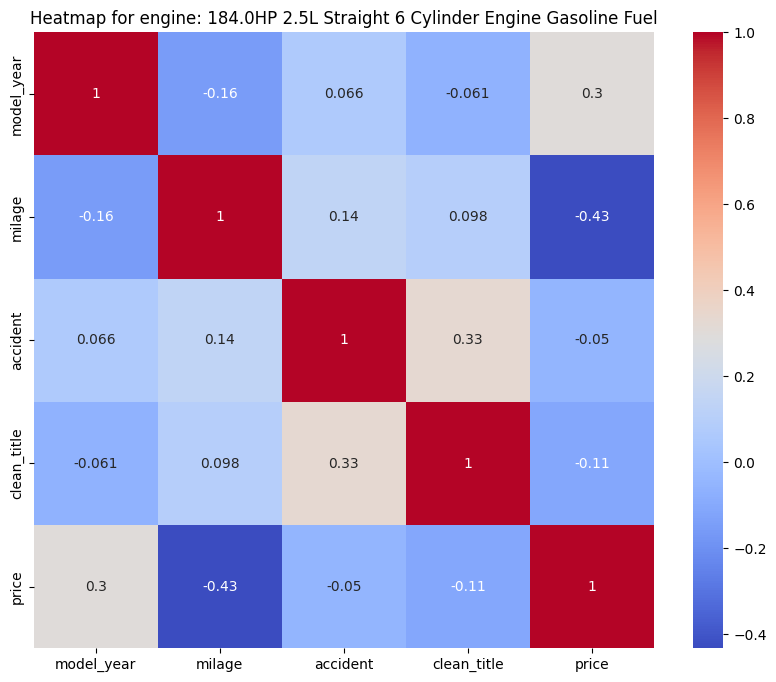 Heatmap for engine: 184.0HP 2.5L Straight 6 Cylinder Engine Gasoline Fuel
model_year 1 -0.16 0.066 -0.061 0.3
milage -0.16 1 0.14 0.098 -0.43
accident 0.066 0.14 1 0.33 -0.05
clean_title -0.061 0.098 0.33 1 -0.11
price 0.3 -0.43 -0.05 -0.11 1
model_year milage accident clean_title price
1.0
0.8
0.6
0.4
0.2
0.0
−0.2
−0.4